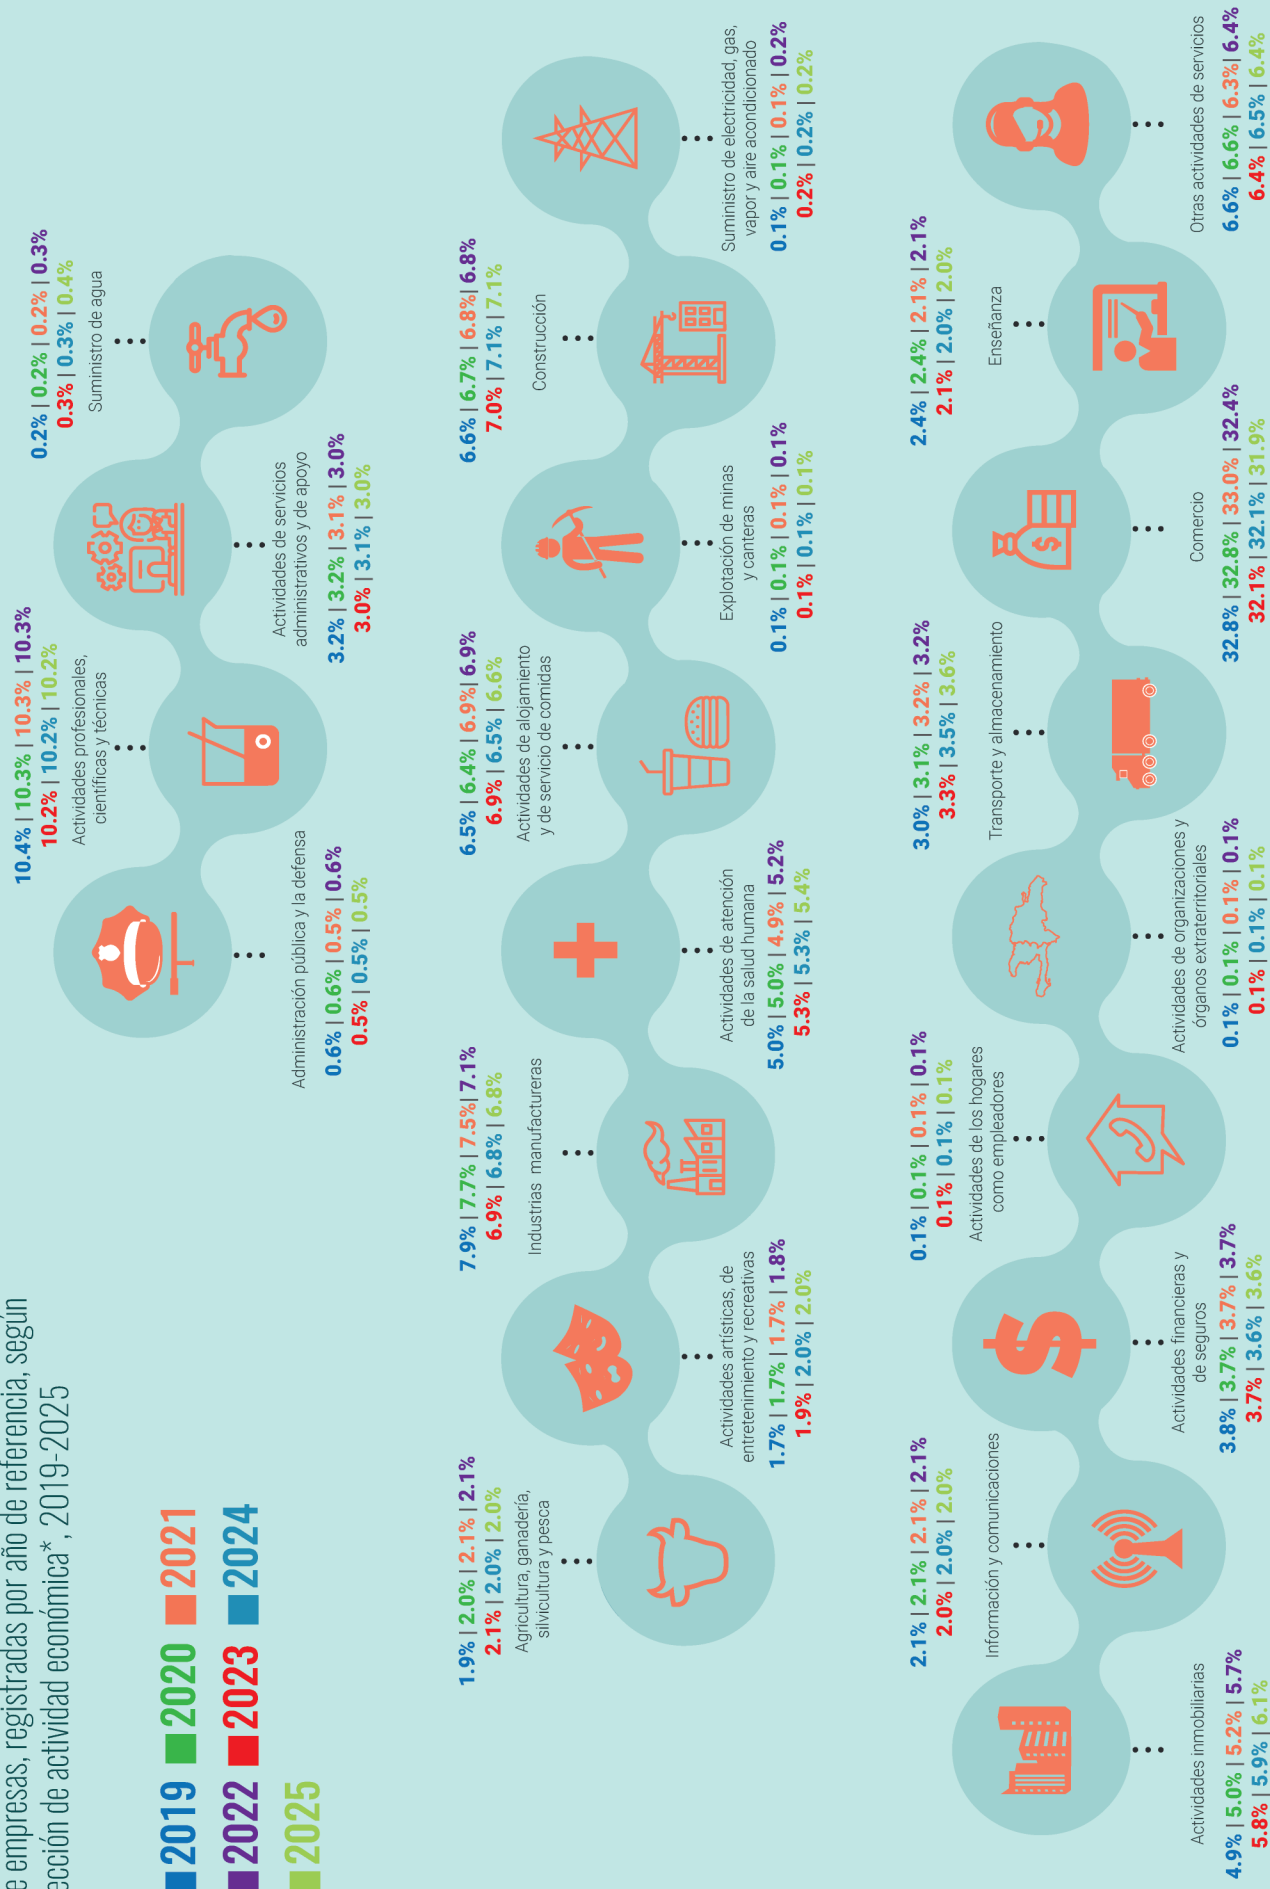 e empresas, registradas por año de referencia, según
ección de actividad económica*, 2019-2025
2019 2020 2021
2022 2023 2024
2025
0.6% | 0.6% | 0.5% | 0.6%
0.5% | 0.5% | 0.5%
Administración pública y la defensa
10.4% | 10.3% | 10.3% | 10.3%
10.2% | 10.2% | 10.2%
Actividades profesionales,
científicas y técnicas
Actividades de servicios
administrativos y de apoyo
3.2% | 3.2% | 3.1% | 3.0%
3.0% | 3.1% | 3.0%
0.2% | 0.2% | 0.2% | 0.3%
0.3% | 0.3% | 0.4%
Suministro de agua
1.9% | 2.0% | 2.1% | 2.1%
2.1% | 2.0% | 2.0%
Agricultura, ganadería,
silvicultura y pesca
Actividades artísticas, de
entretenimiento y recreativas
1.7% | 1.7% | 1.7% | 1.8%
1.9% | 2.0% | 2.0%
7.9% | 7.7% | 7.5% | 7.1%
6.9% | 6.8% | 6.8%
Industrias manufactureras
Actividades de atención
de la salud humana
5.0% | 5.0% | 4.9% | 5.2%
5.3% | 5.3% | 5.4%
6.5% | 6.4% | 6.9% | 6.9%
6.9% | 6.5% | 6.6%
Actividades de alojamiento
y de servicio de comidas
Explotación de minas
y canteras
0.1% | 0.1% | 0.1% | 0.1%
0.1% | 0.1% | 0.1%
6.6% | 6.7% | 6.8% | 6.8%
7.0% | 7.1% | 7.1%
Construcción
Suministro de electricidad, gas,
vapor y aire acondicionado
0.1% | 0.1% | 0.1% | 0.2%
0.2% | 0.2% | 0.2%
Actividades inmobiliarias
4.9% | 5.0% | 5.2% | 5.7%
5.8% | 5.9% | 6.1%
2.1% | 2.1% | 2.1% | 2.1%
2.0% | 2.0% | 2.0%
Información y comunicaciones
Actividades financieras y
de seguros
3.8% | 3.7% | 3.7% | 3.7%
3.7% | 3.6% | 3.6%
0.1% | 0.1% | 0.1% | 0.1%
0.1% | 0.1% | 0.1%
Actividades de los hogares
como empleadores
Actividades de organizaciones y
órganos extraterritoriales
0.1% | 0.1% | 0.1% | 0.1%
0.1% | 0.1% | 0.1%
3.0% | 3.1% | 3.2% | 3.2%
3.3% | 3.5% | 3.6%
Transporte y almacenamiento
Comercio
32.8% | 32.8% | 33.0% | 32.4%
32.1% | 32.1% | 31.9%
2.4% | 2.4% | 2.1% | 2.1%
2.1% | 2.0% | 2.0%
Enseñanza
Otras actividades de servicios
6.6% | 6.6% | 6.3% | 6.4%
6.4% | 6.5% | 6.4%